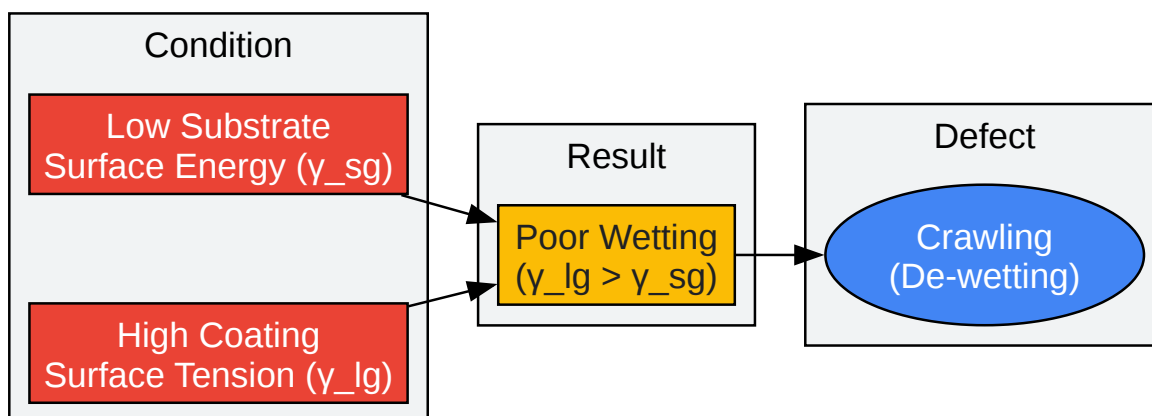 Condition
Low Substrate
Surface Energy (γ_sg)
High Coating
Surface Tension (γ_lg)
Result
Poor Wetting
(γ_lg > γ_sg)
Defect
Crawling
(De-wetting)